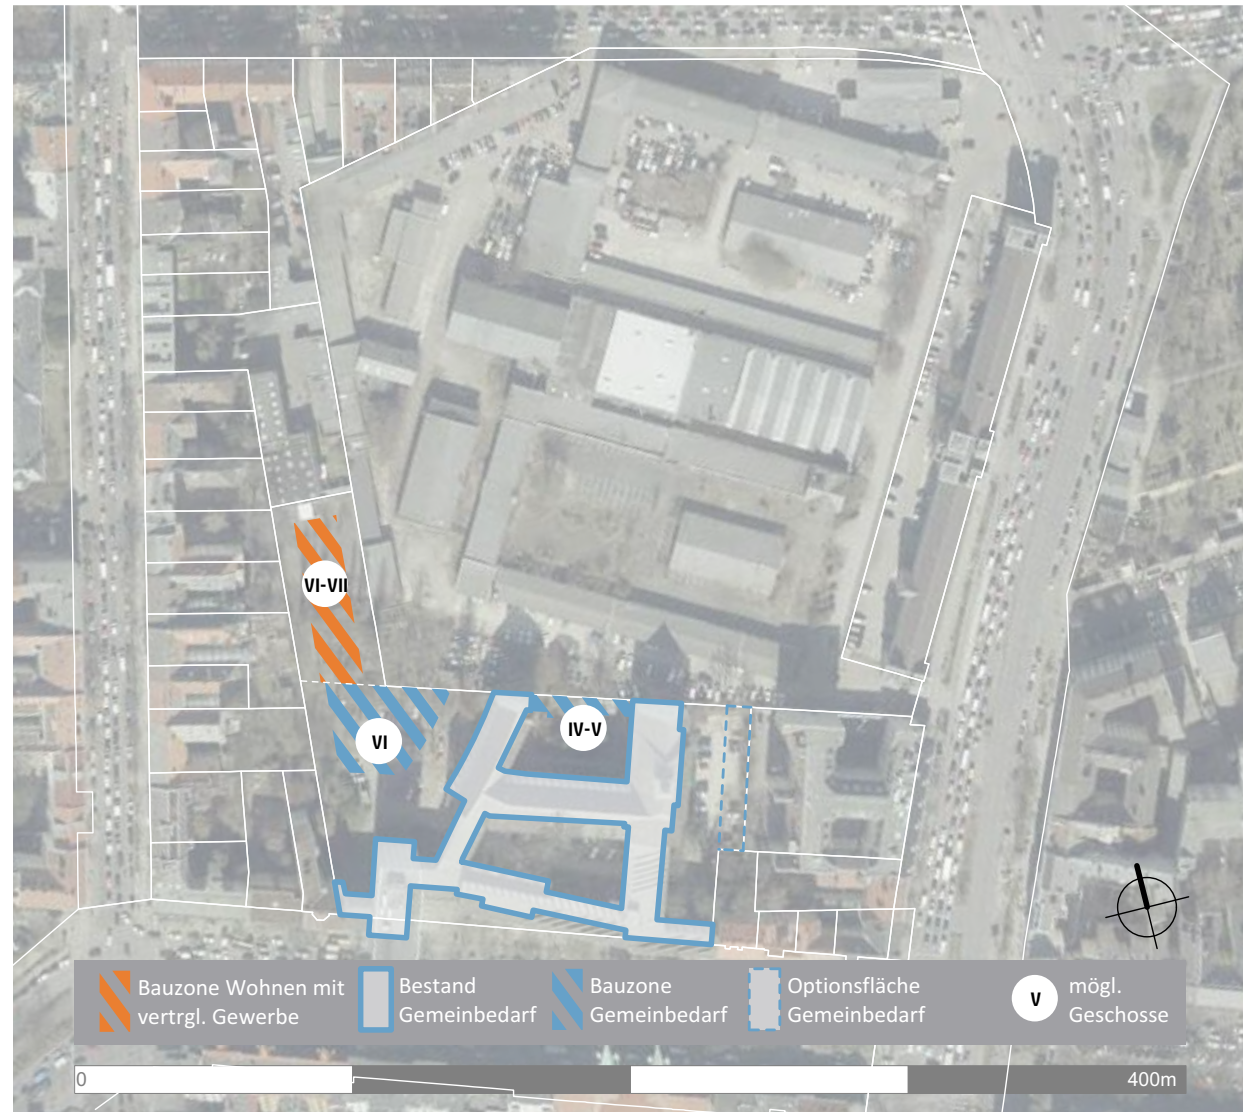 VI-VII
VI
IV-V
Bauzone Wohnen mit
vertrgl. Gewerbe
Bestand
Gemeinbedarf
Bauzone
Gemeinbedarf
Optionsfläche
Gemeinbedarf
V
mögl.
Geschosse
0
400m